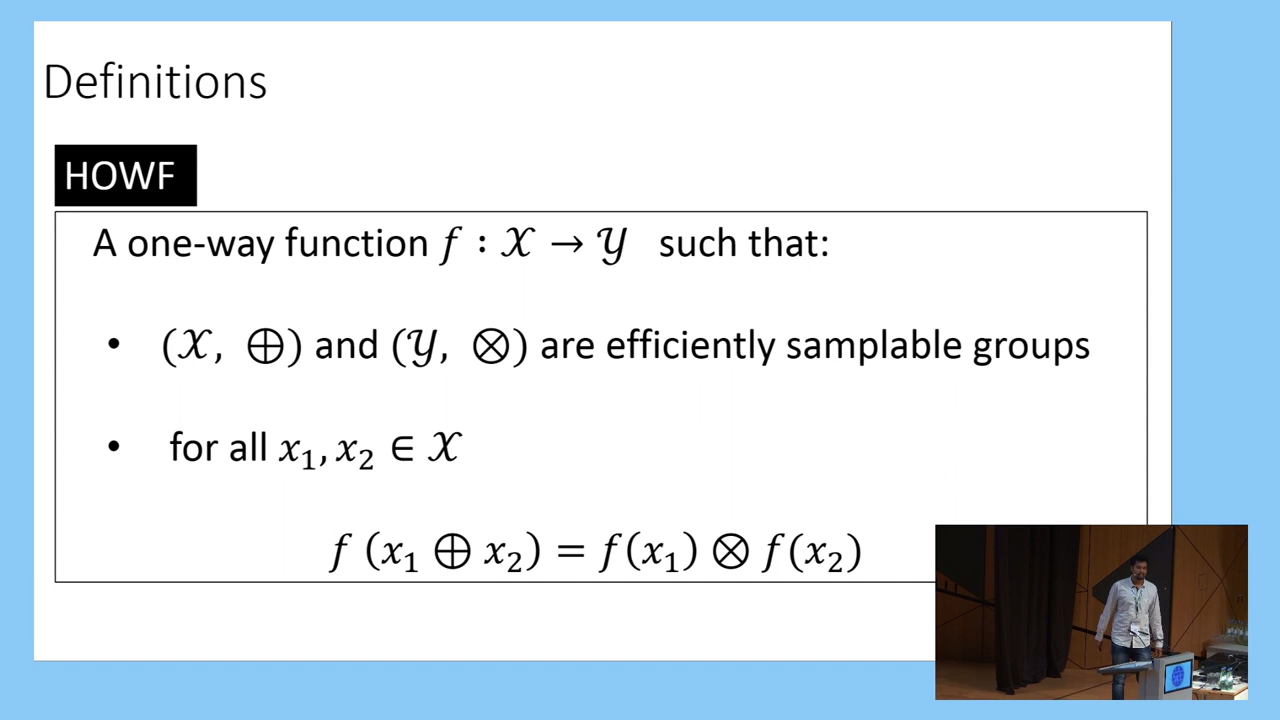 Definitions
HOWF
A one-way function 𝑓 : 𝒳 → 𝒴 such that:
• (𝒳, ⊕) and (𝒴, ⊗) are efficiently samplable groups
• for all 𝑥₁, 𝑥₂ ∈ 𝒳
𝑓 (𝑥₁ ⊕ 𝑥₂) = 𝑓(𝑥₁) ⊗ 𝑓(𝑥₂)